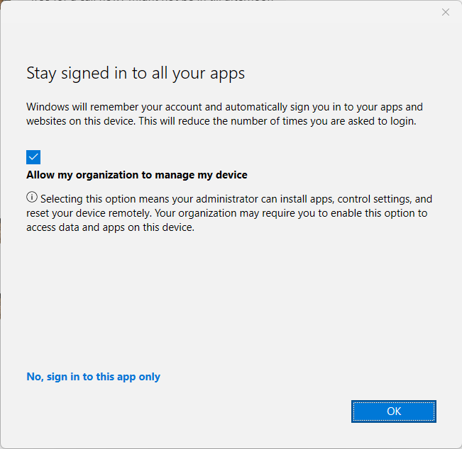 Stay signed in to all your apps
Windows will remember your account and automatically sign you in to your apps and
websites on this device. This will reduce the number of times you are asked to login.
Allow my organization to manage my device
Selecting this option means your administrator can install apps, control settings, and
reset your device remotely. Your organization may require you to enable this option to
access data and apps on this device.
No, sign in to this app only
OK